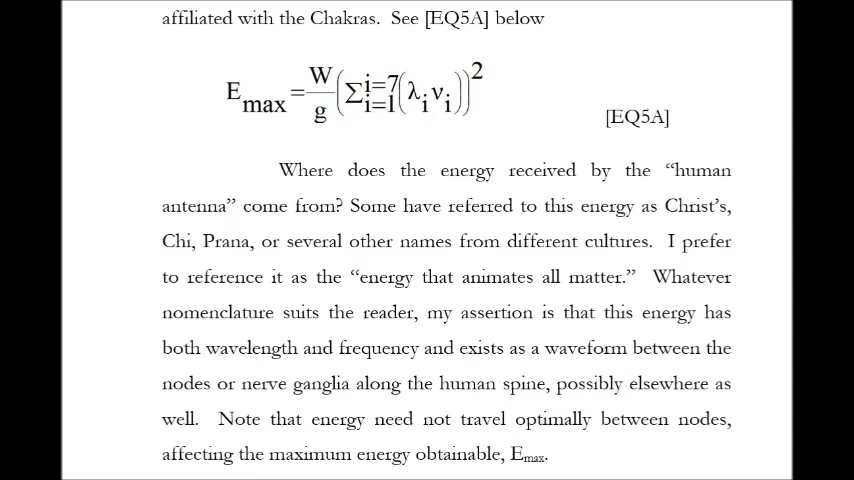 affiliated with the Chakras.  See [EQ5A] below
E_max = W/g (∑_{i=1}^{i=7} (λ_i ν_i))^2
[EQ5A]
Where does the energy received by the “human
antenna” come from? Some have referred to this energy as Christ’s,
Chi, Prana, or several other names from different cultures.  I prefer
to reference it as the “energy that animates all matter.”  Whatever
nomenclature suits the reader, my assertion is that this energy has
both wavelength and frequency and exists as a waveform between the
nodes or nerve ganglia along the human spine, possibly elsewhere as
well.  Note that energy need not travel optimally between nodes,
affecting the maximum energy obtainable, E_max.